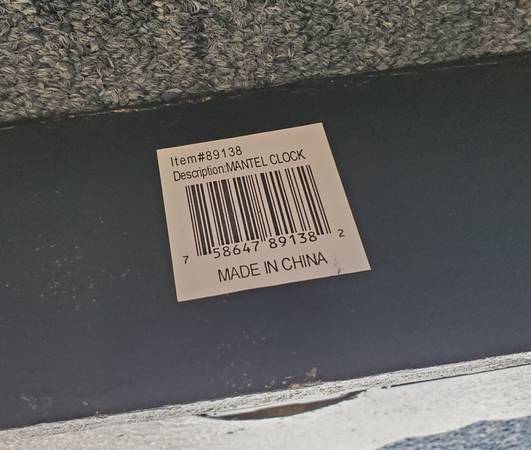 Item#89138
Description:MANTEL CLOCK
7 58647 89138 2
MADE IN CHINA